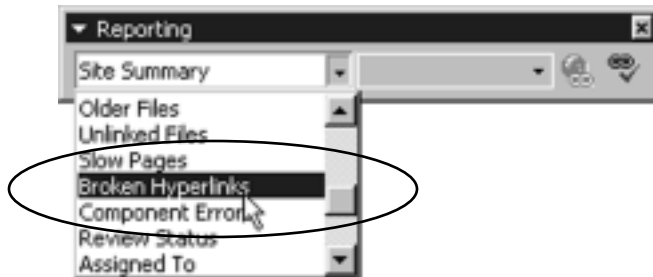 Reporting
Site Summary
Older Files
Unlinked Files
Slow Pages
Broken Hyperlinks
Component Errors
Review Status
Assigned To